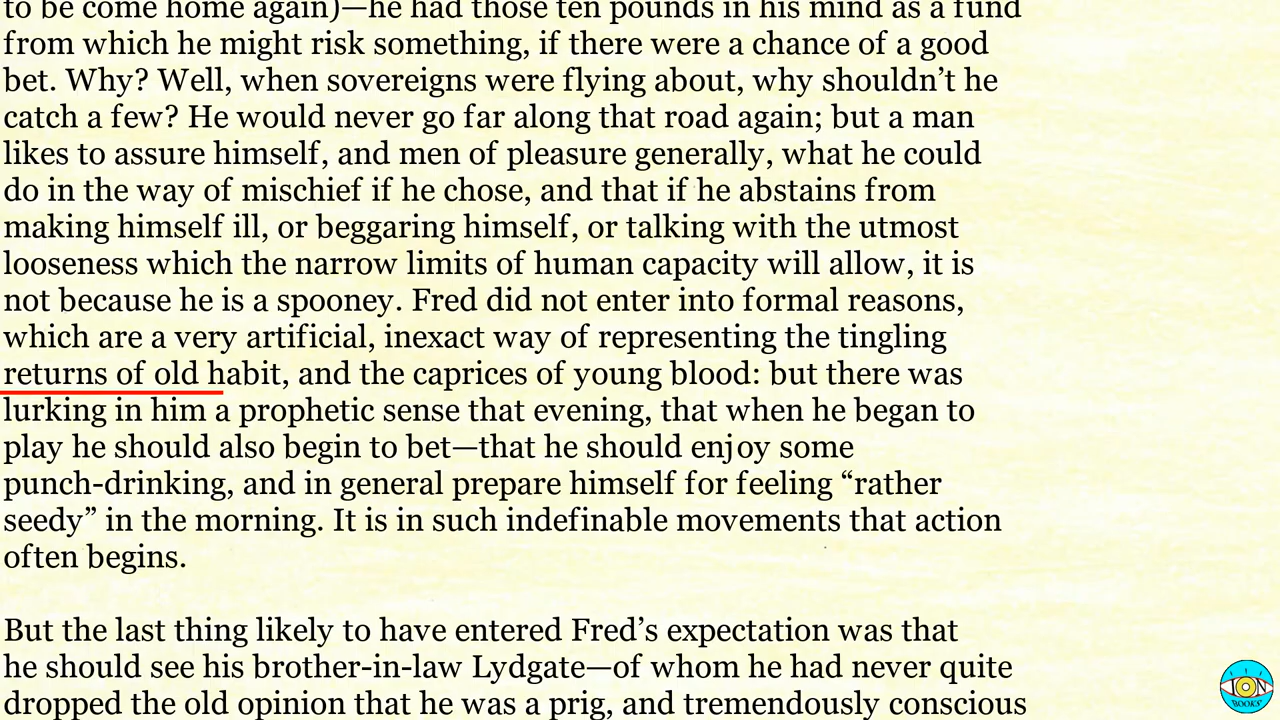 to be come home again)—he had those ten pounds in his mind as a fund
from which he might risk something, if there were a chance of a good
bet. Why? Well, when sovereigns were flying about, why shouldn’t he
catch a few? He would never go far along that road again; but a man
likes to assure himself, and men of pleasure generally, what he could
do in the way of mischief if he chose, and that if he abstains from
making himself ill, or beggaring himself, or talking with the utmost
looseness which the narrow limits of human capacity will allow, it is
not because he is a spooney. Fred did not enter into formal reasons,
which are a very artificial, inexact way of representing the tingling
returns of old habit, and the caprices of young blood: but there was
lurking in him a prophetic sense that evening, that when he began to
play he should also begin to bet—that he should enjoy some
punch-drinking, and in general prepare himself for feeling “rather
seedy” in the morning. It is in such indefinable movements that action
often begins.
But the last thing likely to have entered Fred’s expectation was that
he should see his brother-in-law Lydgate—of whom he had never quite
dropped the old opinion that he was a prig, and tremendously conscious
ION
BOOKS